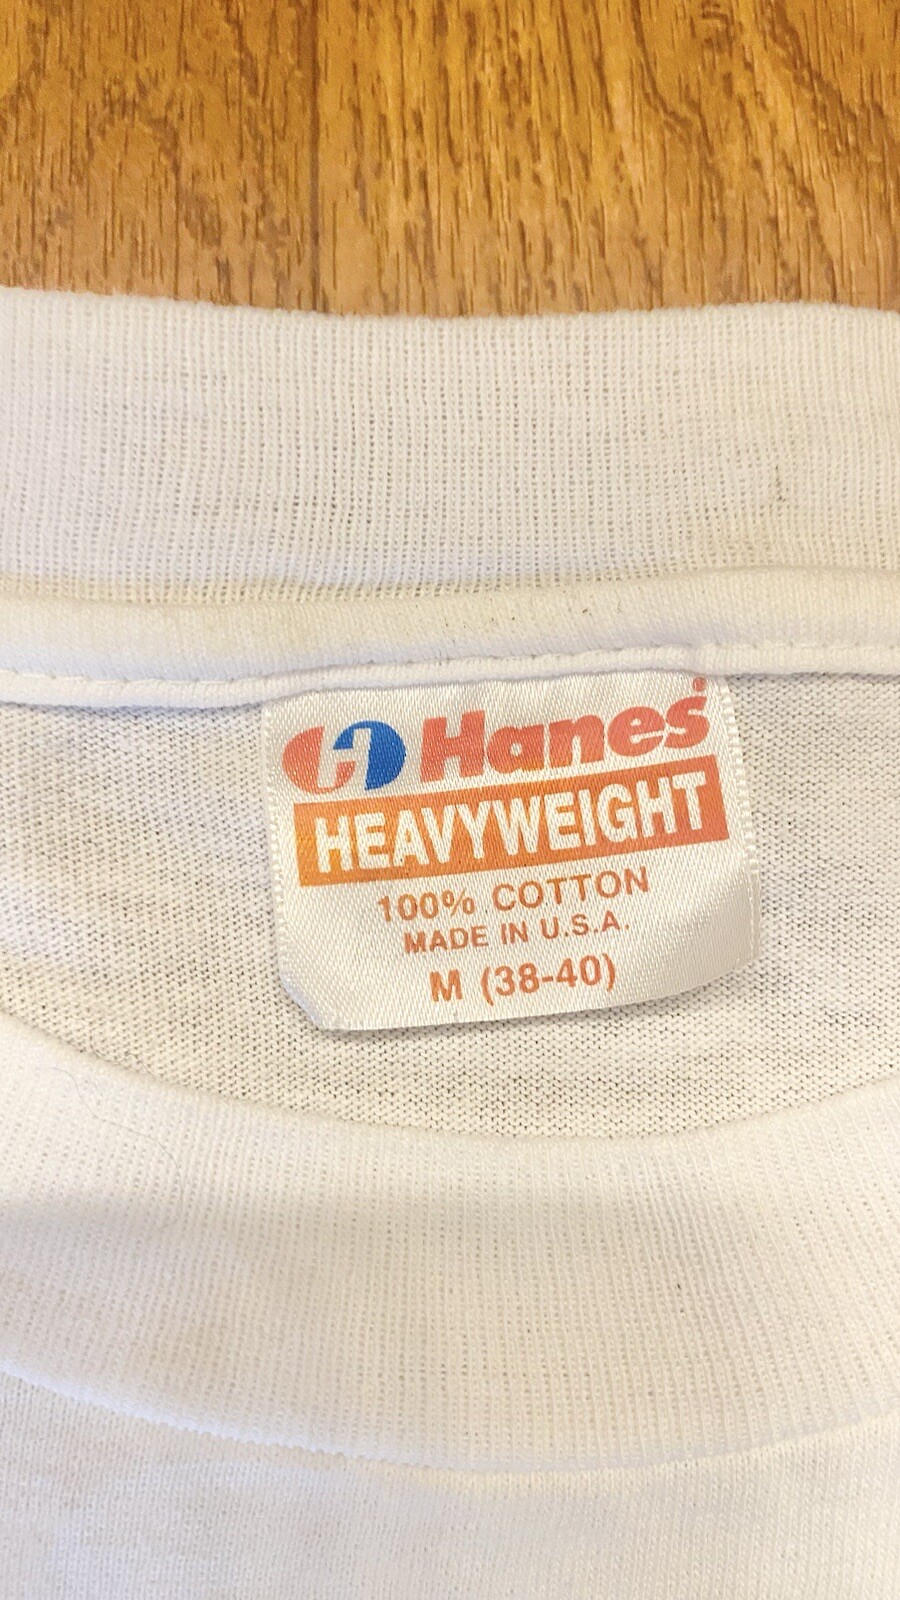 Hanes®
HEAVYWEIGHT
100% COTTON
MADE IN U.S.A.
M (38-40)